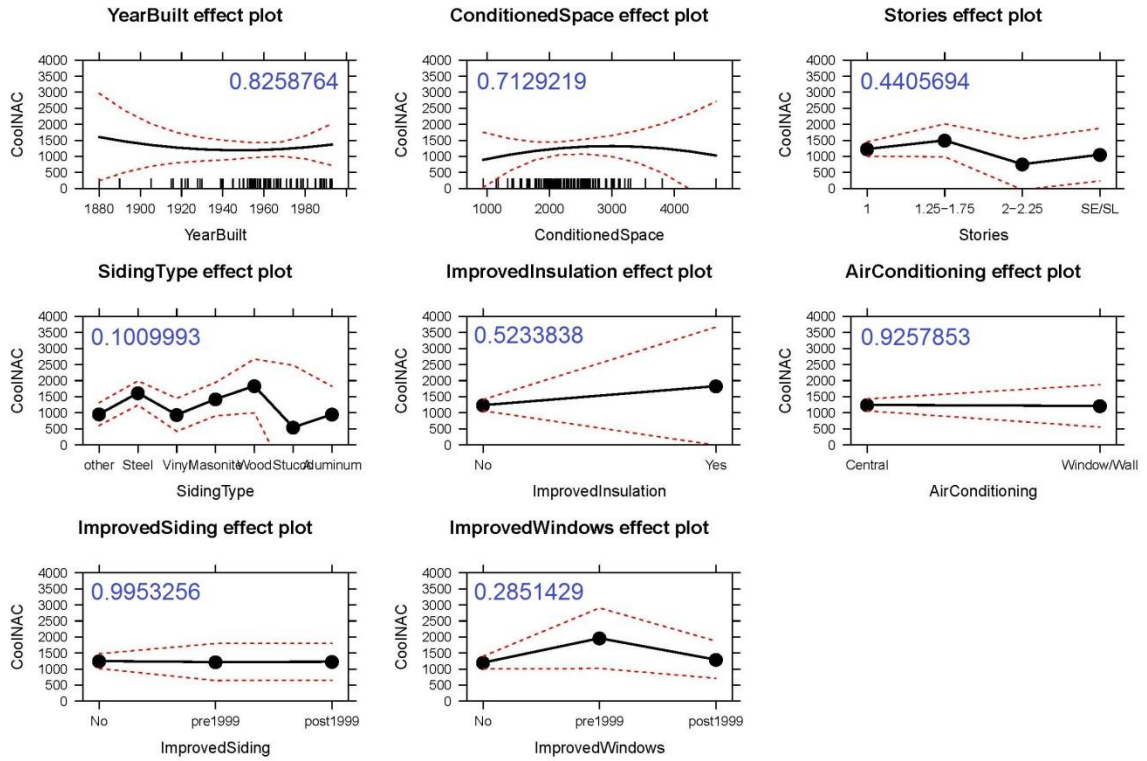 YearBuilt effect plot
CoolNAC
4000
3500
3000
2500
2000
1500
1000
500
0
0.8258764
1880 1900 1920 1940 1960 1980
YearBuilt
ConditionedSpace effect plot
CoolNAC
4000
3500
3000
2500
2000
1500
1000
500
0
0.7129219
1000 2000 3000 4000
ConditionedSpace
Stories effect plot
CoolNAC
4000
3500
3000
2500
2000
1500
1000
500
0
0.4405694
1 1.25−1.75 2−2.25 SE/SL
Stories
SidingType effect plot
CoolNAC
4000
3500
3000
2500
2000
1500
1000
500
0
0.1009993
other Steel Vinyl Masonite Wood Stucco Aluminum
SidingType
ImprovedInsulation effect plot
CoolNAC
4000
3500
3000
2500
2000
1500
1000
500
0
0.5233838
No Yes
ImprovedInsulation
AirConditioning effect plot
CoolNAC
4000
3500
3000
2500
2000
1500
1000
500
0
0.9257853
Central Window/Wall
AirConditioning
ImprovedSiding effect plot
CoolNAC
4000
3500
3000
2500
2000
1500
1000
500
0
0.9953256
No pre1999 post1999
ImprovedSiding
ImprovedWindows effect plot
CoolNAC
4000
3500
3000
2500
2000
1500
1000
500
0
0.2851429
No pre1999 post1999
ImprovedWindows